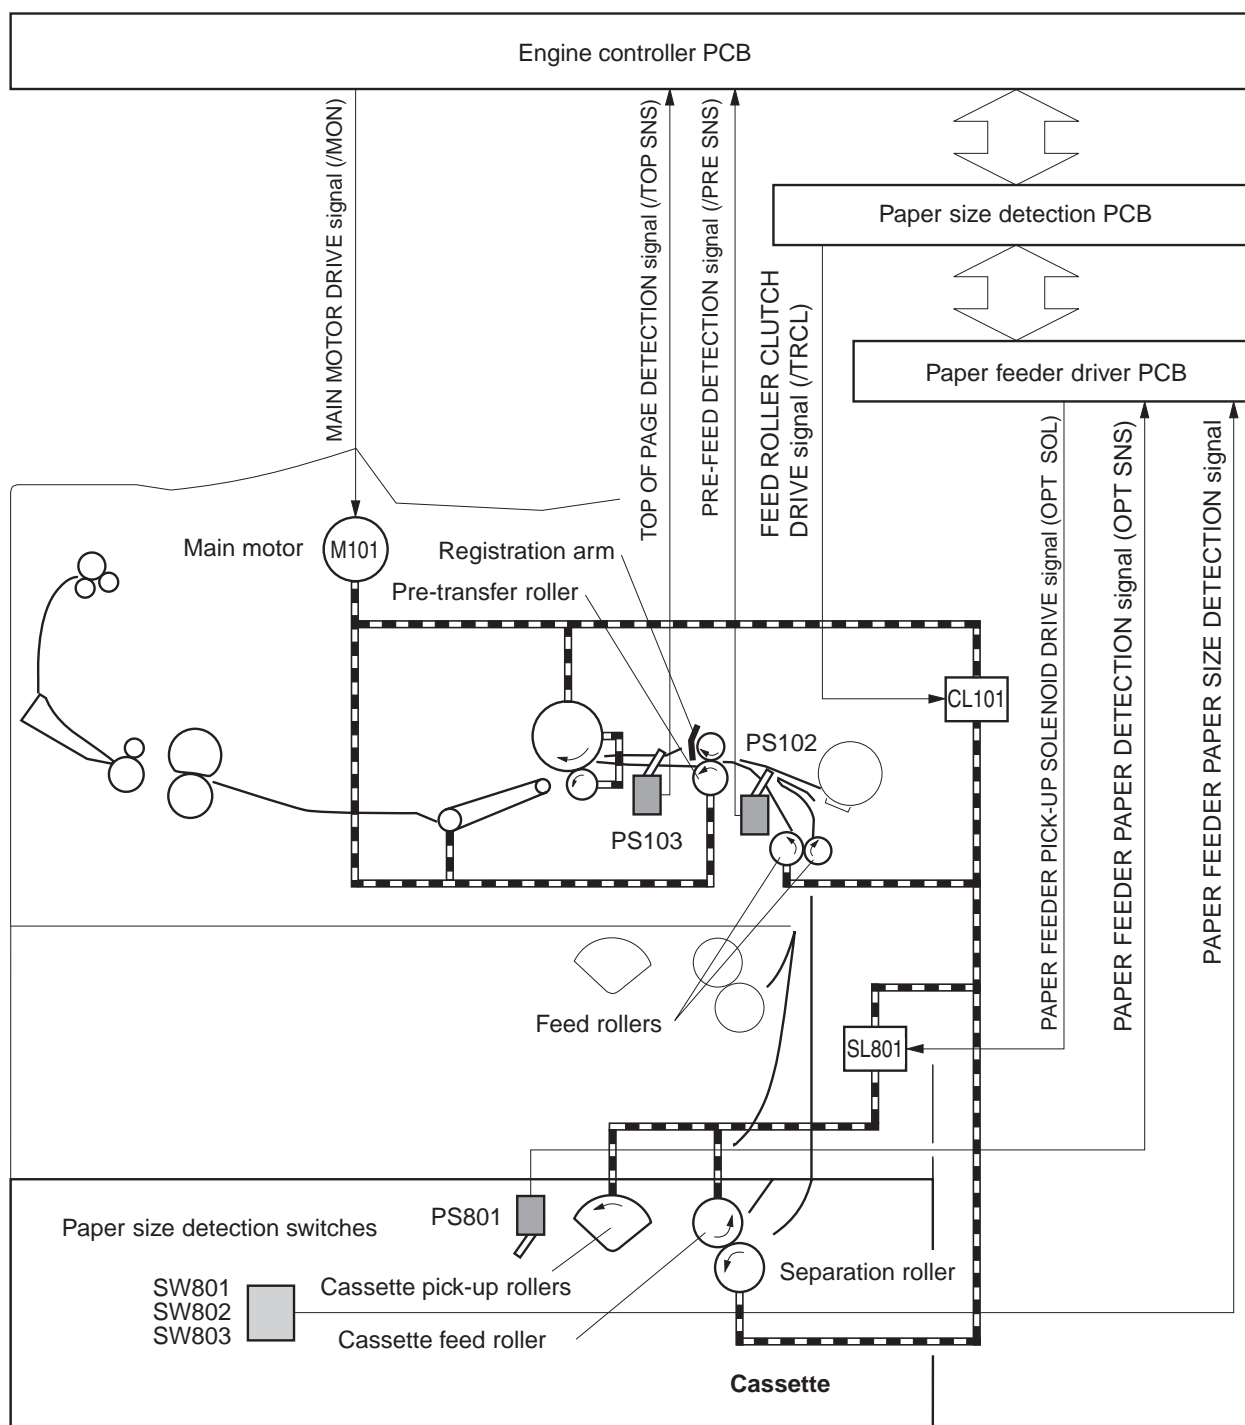 Engine controller PCB
MAIN MOTOR DRIVE signal (/MON)
TOP OF PAGE DETECTION signal (/TOP SNS)
PRE-FEED DETECTION signal (/PRE SNS)
Paper size detection PCB
FEED ROLLER CLUTCH
DRIVE signal (/TRCL)
Paper feeder driver PCB
PAPER FEEDER PICK-UP SOLENOID DRIVE signal (OPT SOL)
PAPER FEEDER PAPER DETECTION signal (OPT SNS)
PAPER FEEDER PAPER SIZE DETECTION signal
Main motor
M101
Registration arm
Pre-transfer roller
CL101
PS102
PS103
Feed rollers
SL801
Paper size detection switches
PS801
SW801
SW802
SW803
Cassette pick-up rollers
Separation roller
Cassette feed roller
Cassette